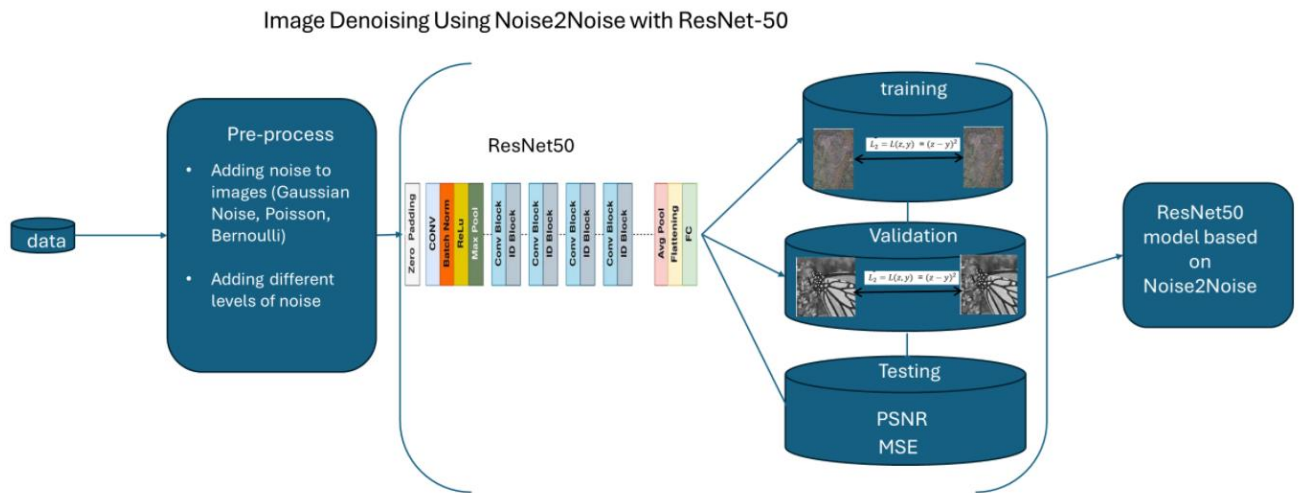 Image Denoising Using Noise2Noise with ResNet-50
data
Pre-process
• Adding noise to
images (Gaussian
Noise, Poisson,
Bernoulli)
• Adding different
levels of noise
ResNet50
Zero Padding
CONV
Batch Norm
ReLu
Max Pool
Conv Block
ID Block
Conv Block
ID Block
Conv Block
ID Block
Conv Block
ID Block
Avg Pool
Flattening
FC
training
L₂ = L(z, y) = (z − y)²
Validation
L₂ = L(z, y) = (z − y)²
Testing
PSNR
MSE
ResNet50
model based
on
Noise2Noise